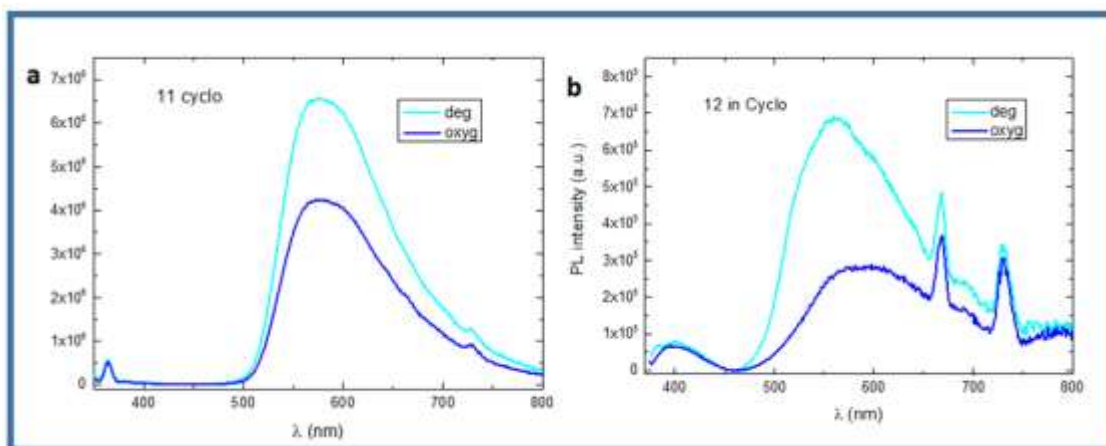 a
11 cyclo
deg
oxyg
7x10⁶
6x10⁶
5x10⁶
4x10⁶
3x10⁶
2x10⁶
1x10⁶
0
400 500 600 700 800
λ (nm)
b
12 in Cyclo
deg
oxyg
PL intensity (a.u.)
8x10⁵
7x10⁵
6x10⁵
5x10⁵
4x10⁵
3x10⁵
2x10⁵
1x10⁵
0
400 500 600 700 800
λ (nm)